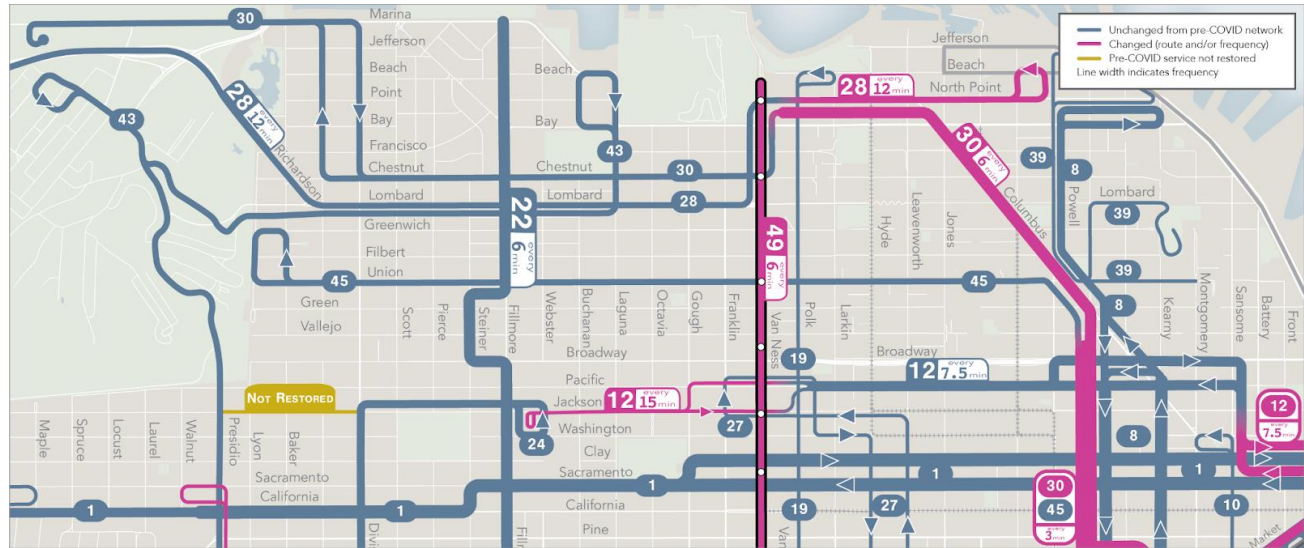 30
Marina
Jefferson
Beach
Point
Bay
Francisco
Chestnut
Beach
Bay
43
28
every
12 min
Richardson
43
Chestnut
30
Lombard
Lombard
28
Greenwich
Filbert
Union
45
22
every
6 min
49
every
6 min
28
every
12 min
North Point
Jefferson
Beach
Unchanged from pre-COVID network
Changed (route and/or frequency)
Pre-COVID service not restored
Line width indicates frequency
30
every
6 min
Columbus
39
8
Powell
Lombard
39
39
Hyde
Leavenworth
Jones
45
8
Green
Vallejo
Scott
Pierce
Steiner
Fillmore
Webster
Buchanan
Laguna
Octavia
Gough
Franklin
Van Ness
Polk
Larkin
Kearny
Montgomery
Sansome
Battery
Front
Broadway
Pacific
Jackson
Washington
Clay
Sacramento
California
Pine
19
Broadway
12
every
7.5 min
Not Restored
12
every
15 min
24
27
8
12
every
7.5 min
Maple
Spruce
Locust
Laurel
Walnut
Presidio
Lyon
Baker
Sacramento
California
1
1
1
1
1
Divi
Fillm
Van
19
27
30
45
every
3 min
10
Market